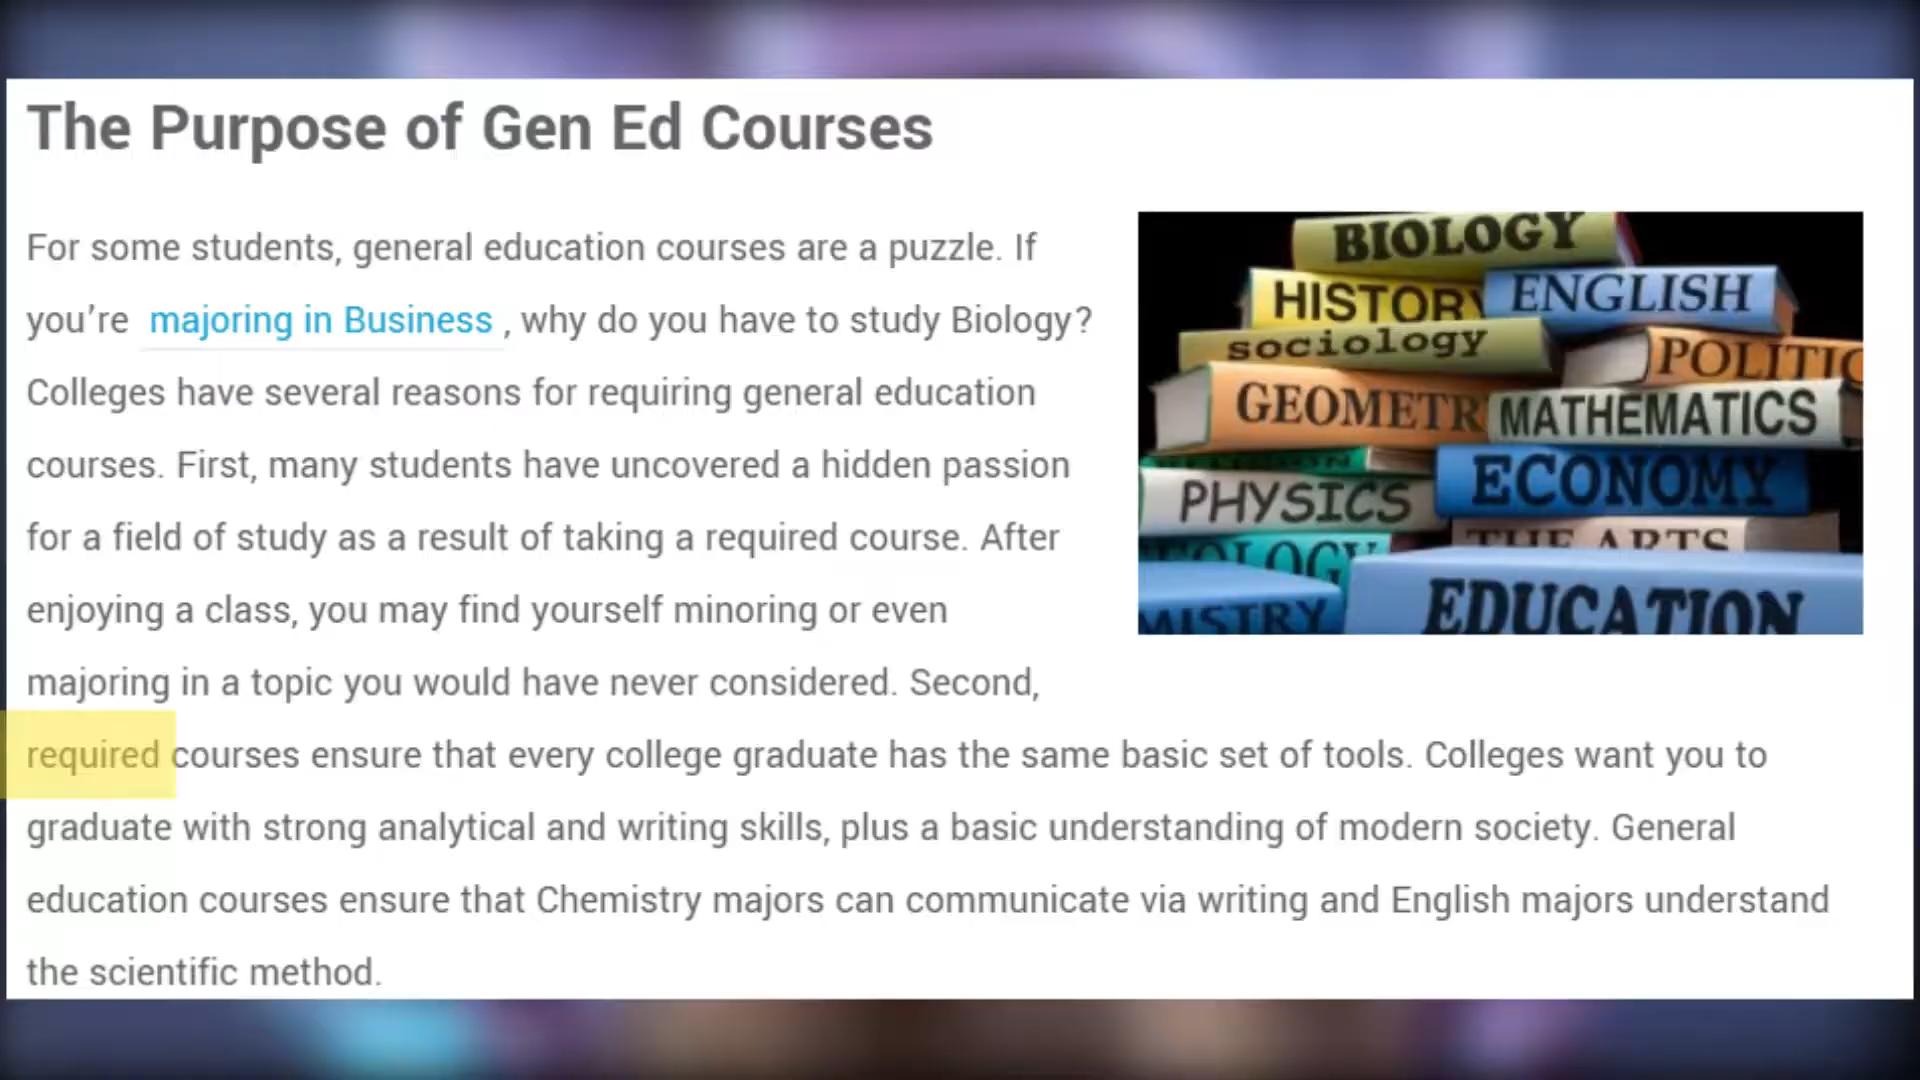 The Purpose of Gen Ed Courses
For some students, general education courses are a puzzle. If
you’re majoring in Business , why do you have to study Biology?
Colleges have several reasons for requiring general education
courses. First, many students have uncovered a hidden passion
for a field of study as a result of taking a required course. After
enjoying a class, you may find yourself minoring or even
majoring in a topic you would have never considered. Second,
required courses ensure that every college graduate has the same basic set of tools. Colleges want you to
graduate with strong analytical and writing skills, plus a basic understanding of modern society. General
education courses ensure that Chemistry majors can communicate via writing and English majors understand
the scientific method.
BIOLOGY
HISTORY
ENGLISH
sociology
POLITIC
GEOMETR
MATHEMATICS
ECONOMY
PHYSICS
THE ARTS
OLOGY
MISTRY
EDUCATION